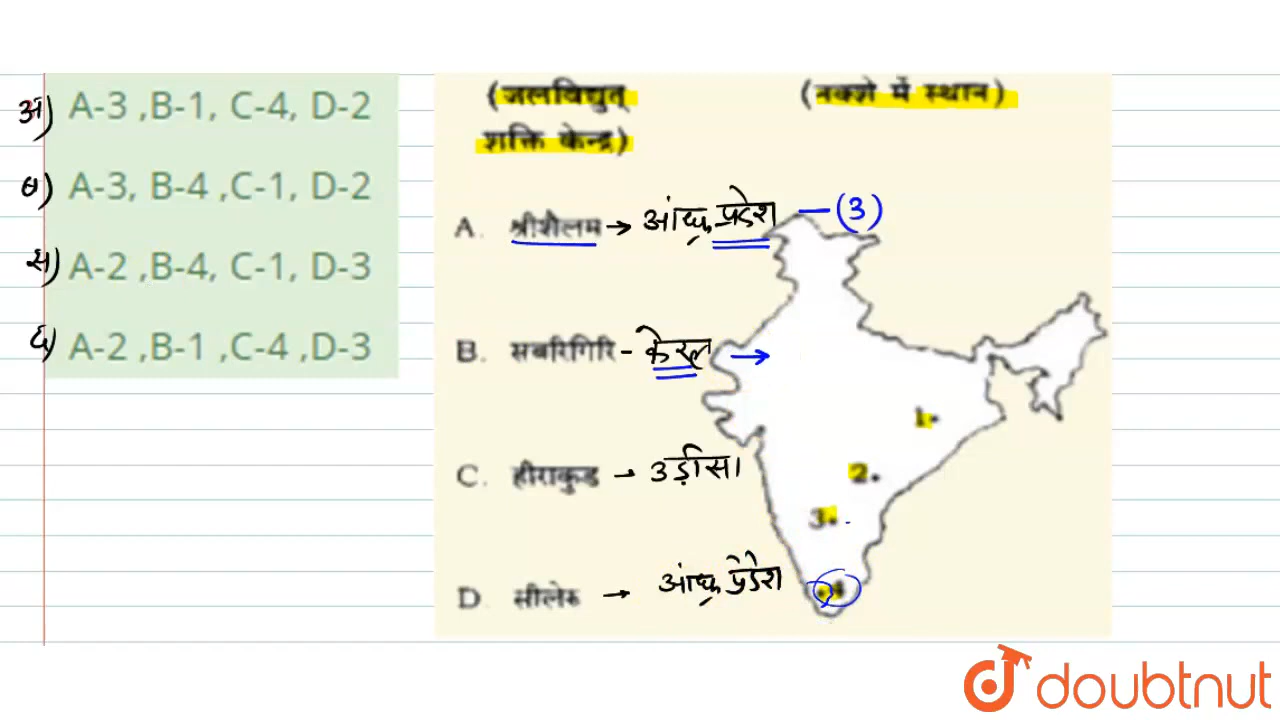 अ) A-3 ,B-1, C-4, D-2
ब) A-3, B-4 ,C-1, D-2
स) A-2, B-4, C-1, D-3
द) A-2 ,B-1 ,C-4 ,D-3
(जलविद्युत् शक्ति केन्द्र)
(नक्शे में स्थान)
A. श्रीशैलम → आंध्र प्रदेश — (3)
B. सबरिगिरि - केरल →
C. हीराकुड → उड़ीसा
D. सीलेरु → आंध्र प्रदेश
1.
2.
3.
4
doubtnut